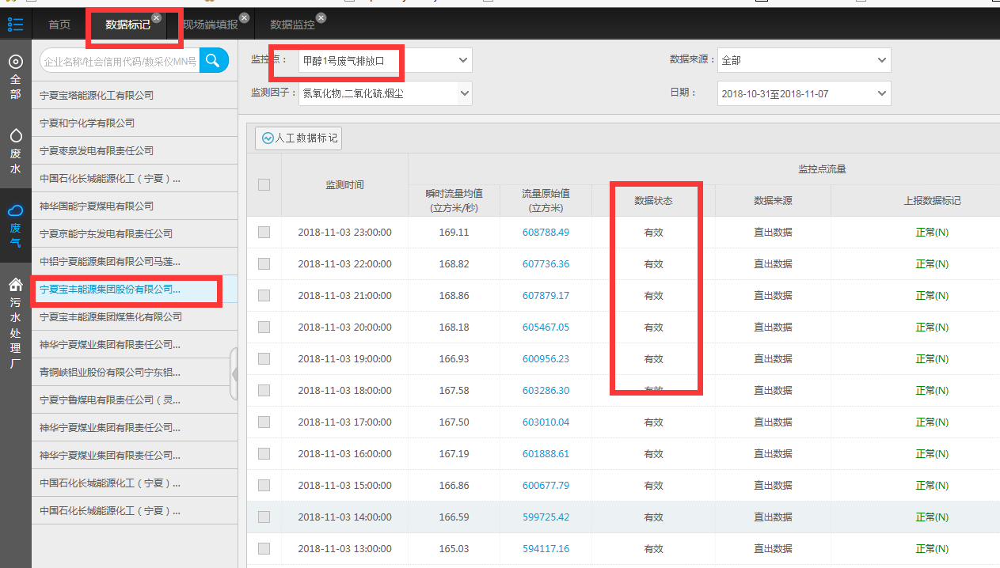 首页
数据标记
现场端填报
数据监控
全部
废水
废气
污水处理厂
企业名称/社会信用代码/数采仪MN号
宁夏宝塔能源化工有限公司
宁夏和宁化学有限公司
宁夏枣泉发电有限责任公司
中国石化长城能源化工（宁夏）...
神华国能宁夏煤电有限公司
宁夏京能宁东发电有限责任公司
中铝宁夏能源集团有限公司马莲...
宁夏宝丰能源集团股份有限公司...
宁夏宝丰能源集团煤焦化有限公司
神华宁夏煤业集团有限责任公司...
青铜峡铝业股份有限公司宁东铝...
宁夏宁鲁煤电有限责任公司（灵...
神华宁夏煤业集团有限责任公司...
神华宁夏煤业集团有限责任公司...
中国石化长城能源化工（宁夏）...
中国石化长城能源化工（宁夏）...
监控点： 甲醇1号废气排放口 数据来源： 全部
监测因子： 氮氧化物,二氧化硫,烟尘 日期： 2018-10-31至2018-11-07
人工数据标记
监测时间 监控点流量
瞬时流量均值(立方米/秒) 流量原始值(立方米) 数据状态 数据来源 上报数据标记
2018-11-03 23:00:00 169.11 608788.49 有效 直出数据 正常(N)
2018-11-03 22:00:00 168.82 607736.36 有效 直出数据 正常(N)
2018-11-03 21:00:00 168.86 607879.17 有效 直出数据 正常(N)
2018-11-03 20:00:00 168.18 605467.05 有效 直出数据 正常(N)
2018-11-03 19:00:00 166.93 600956.23 有效 直出数据 正常(N)
2018-11-03 18:00:00 167.58 603286.30 有效 直出数据 正常(N)
2018-11-03 17:00:00 167.50 603010.04 有效 直出数据 正常(N)
2018-11-03 16:00:00 167.19 601888.61 有效 直出数据 正常(N)
2018-11-03 15:00:00 166.86 600677.79 有效 直出数据 正常(N)
2018-11-03 14:00:00 166.59 599725.42 有效 直出数据 正常(N)
2018-11-03 13:00:00 165.03 594117.16 有效 直出数据 正常(N)